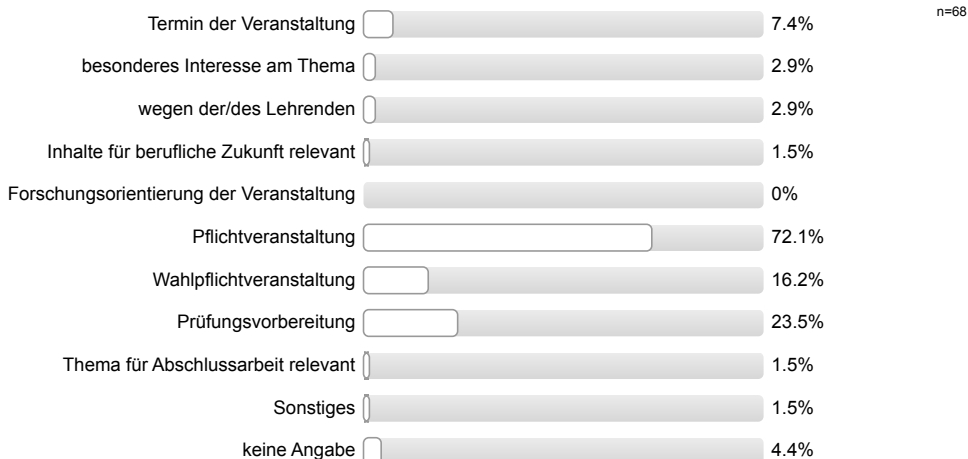 n=68
Termin der Veranstaltung 7.4%
besonderes Interesse am Thema 2.9%
wegen der/des Lehrenden 2.9%
Inhalte für berufliche Zukunft relevant 1.5%
Forschungsorientierung der Veranstaltung 0%
Pflichtveranstaltung 72.1%
Wahlpflichtveranstaltung 16.2%
Prüfungsvorbereitung 23.5%
Thema für Abschlussarbeit relevant 1.5%
Sonstiges 1.5%
keine Angabe 4.4%